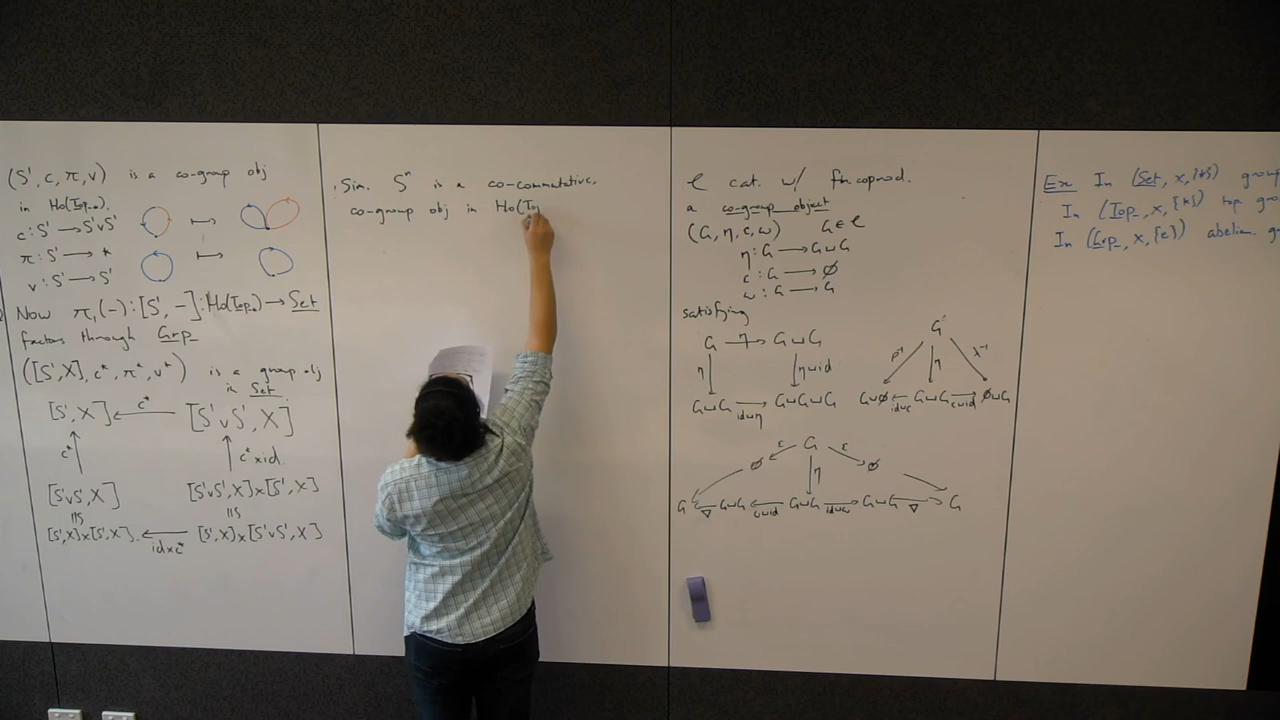 (S¹, c, π, v) is a co-group obj
in Ho(Top*).
c : S¹ → S¹∨S¹
π : S¹ → *
v : S¹ → S¹
Now π₁(-) : [S¹, -] : Ho(Top*) → Set
factors through Grp
([S¹, X], c*, π*, v*) is a group obj
in Set
[S¹, X] ← c* [S¹∨S¹, X]
c* c* × id
[S¹∨S¹, X] [S¹∨S¹, X] × [S¹, X]
[S¹, X] × [S¹, X] ← id × c* [S¹, X] × [S¹∨S¹, X]
Sim. Sⁿ is a co-commutative,
co-group obj in Ho(Top
C cat. w/ fin coprod.
a co-group object
(G, η, ε, ω) G ∈ C
η : G → G⊔G
ε : G → ∅
ω : G → G
satisfying
G η→ G⊔G
η η⊔id
G⊔G id⊔η G⊔G⊔G
G
ρ⁻¹ η λ⁻¹
G⊔∅ ← id⊔ε G⊔G ε⊔id → ∅⊔G
∅ ← ε G ε → ∅
η
G ← ∇ G⊔G ← ω⊔id G⊔G id⊔ω → G⊔G ∇ → G
Ex In (Set, ×, {*}) group
In (Top, ×, {*}) top group
In (Grp, ×, {e}) abelian g